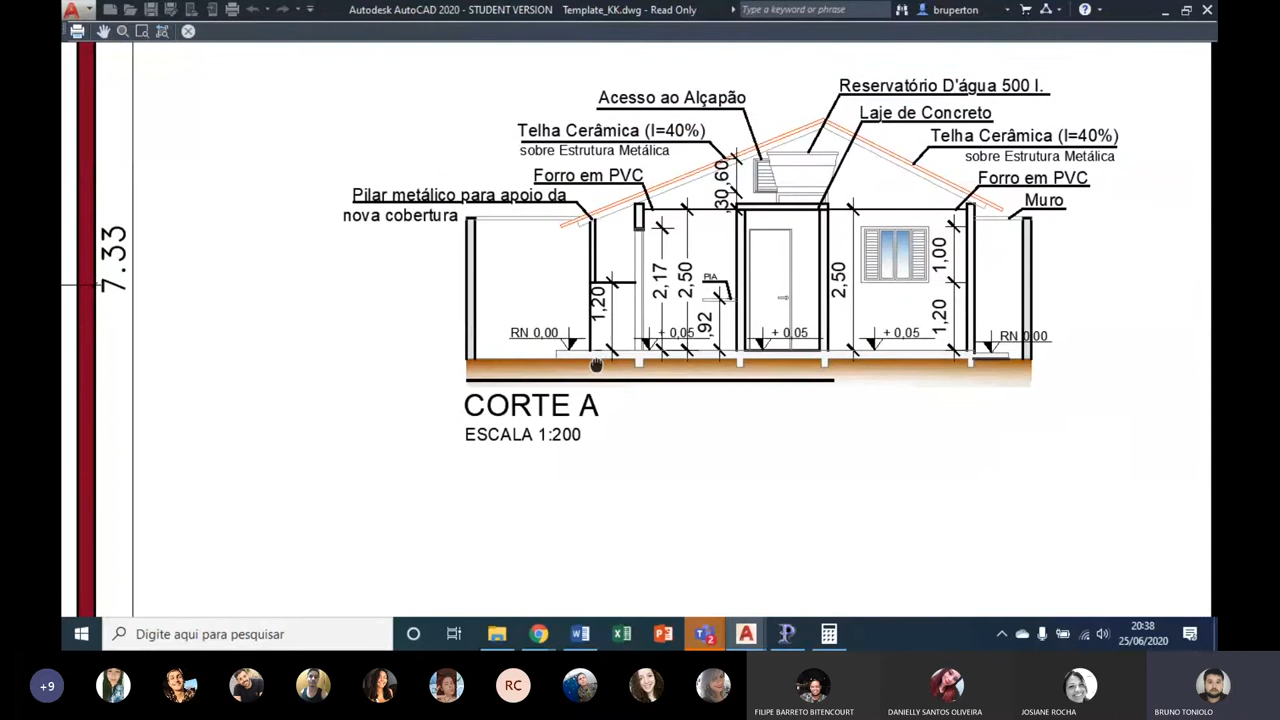 Autodesk AutoCAD 2020 - STUDENT VERSION Template_KK.dwg - Read Only
Type a keyword or phrase
bruperton
Reservatório D'água 500 l.
Acesso ao Alçapão
Laje de Concreto
Telha Cerâmica (I=40%)
sobre Estrutura Metálica
Telha Cerâmica (I=40%)
sobre Estrutura Metálica
Forro em PVC
Forro em PVC
Pilar metálico para apoio da
nova cobertura
Muro
7.33
,60
,30
1,20
2,17
2,50
PIA
,92
2,50
1,00
1,20
RN 0,00
+ 0,05
+ 0,05
+ 0,05
RN 0,00
CORTE A
ESCALA 1:200
Digite aqui para pesquisar
20:38
25/06/2020
+9
RC
FILIPE BARRETO BITENCOURT
DANIELLY SANTOS OLIVEIRA
JOSIANE ROCHA
BRUNO TONIOLO